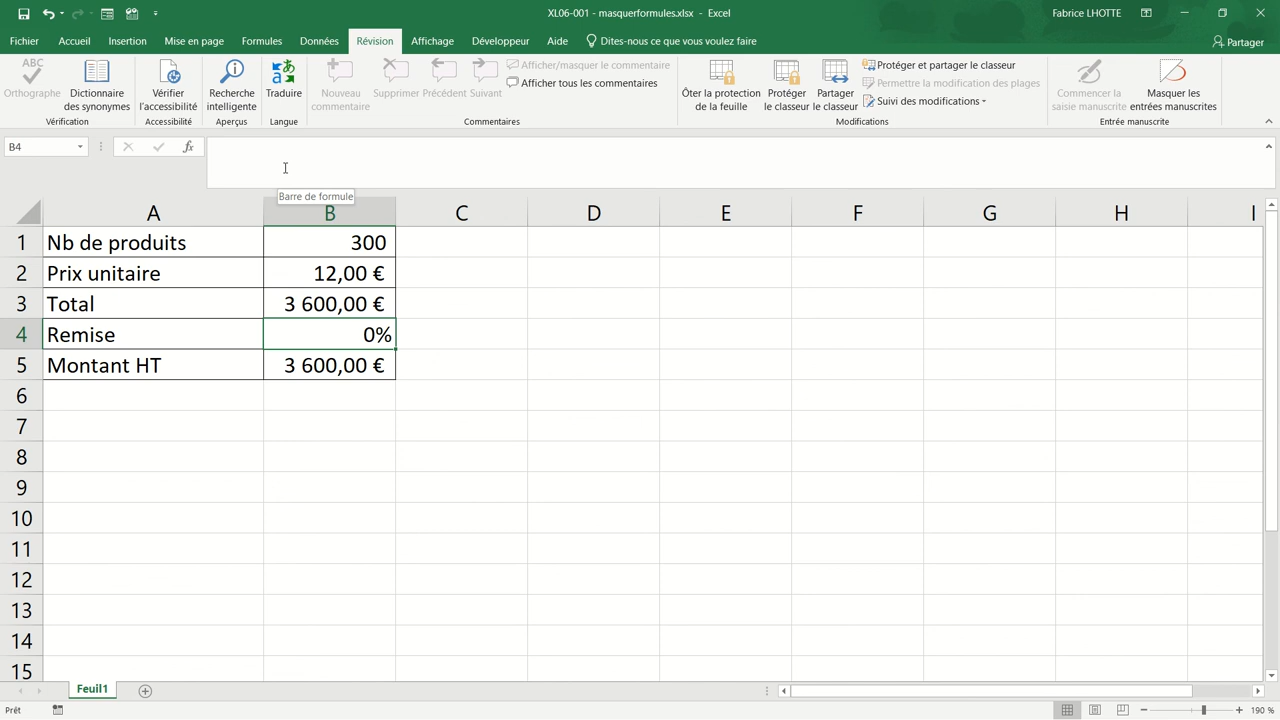 XL06-001 - masquerformules.xlsx - Excel
Fabrice LHOTTE
Fichier Accueil Insertion Mise en page Formules Données Révision Affichage Développeur Aide Dites-nous ce que vous voulez faire
Partager
ABC
Orthographe
Dictionnaire des synonymes
Vérification
Vérifier l'accessibilité
Accessibilité
Recherche intelligente
Aperçus
Traduire
Langue
Nouveau commentaire
Supprimer
Précédent
Suivant
Afficher/masquer le commentaire
Afficher tous les commentaires
Commentaires
Ôter la protection de la feuille
Protéger le classeur
Partager le classeur
Protéger et partager le classeur
Permettre la modification des plages
Suivi des modifications
Modifications
Commencer la saisie manuscrite
Masquer les entrées manuscrites
Entrée manuscrite
B4
fx
Barre de formule
A B C D E F G H I
1 Nb de produits 300
2 Prix unitaire 12,00 €
3 Total 3 600,00 €
4 Remise 0%
5 Montant HT 3 600,00 €
6
7
8
9
10
11
12
13
14
15
Feuil1
Prêt
190 %